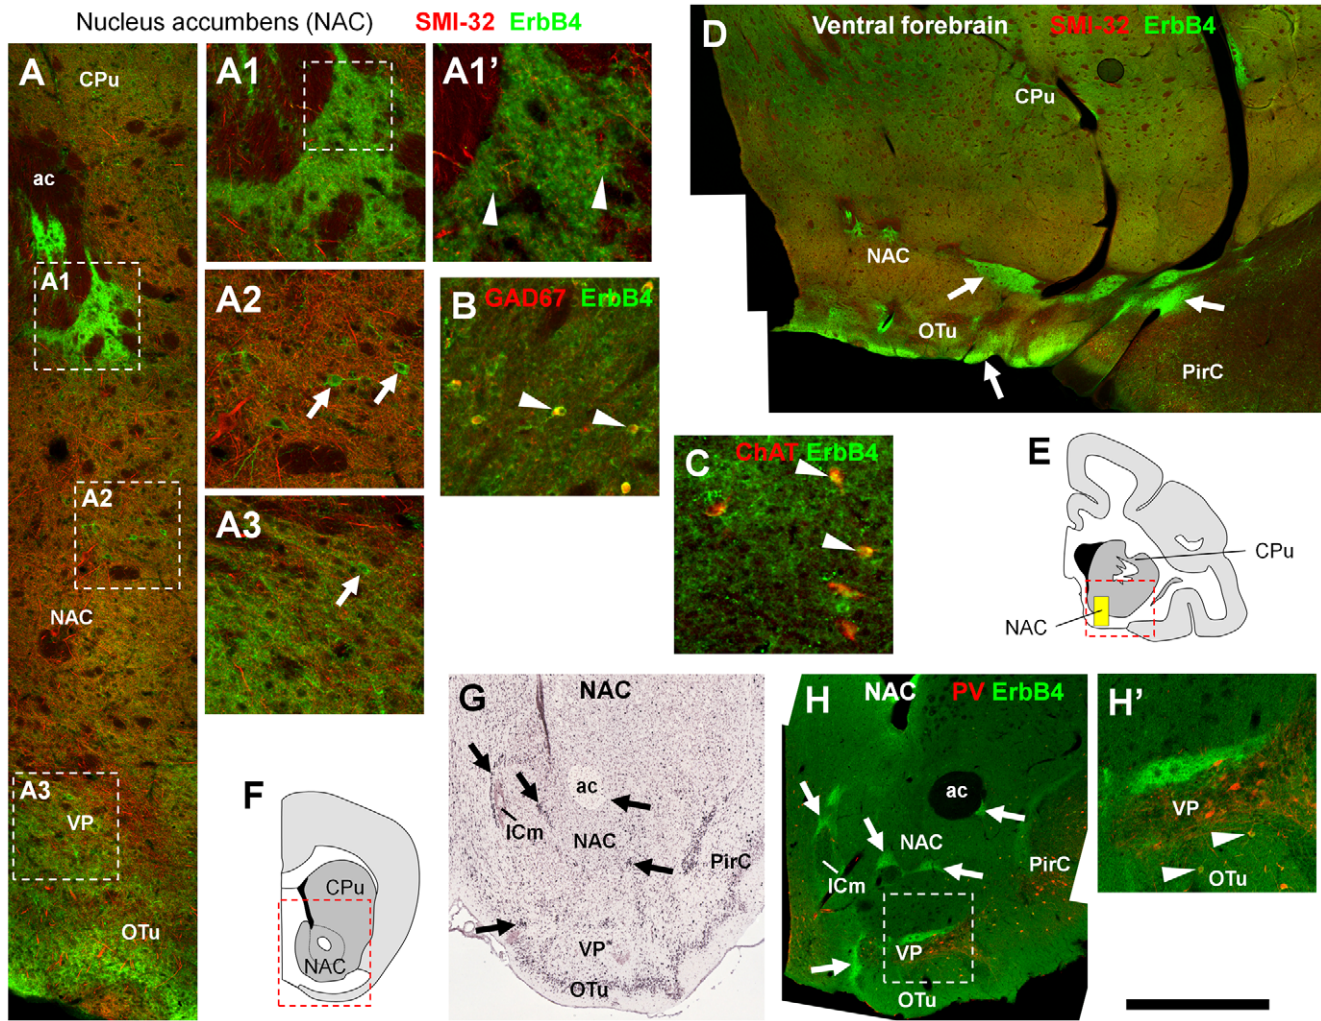 Nucleus accumbens (NAC) SMI-32 ErbB4
A
CPu
ac
A1
A2
NAC
A3
VP
OTu
A1
A1’
A2
A3
B
GAD67 ErbB4
C
ChAT ErbB4
D
Ventral forebrain SMI-32 ErbB4
CPu
NAC
OTu
PirC
E
CPu
NAC
F
CPu
NAC
G
NAC
ac
ICm
NAC
PirC
VP*
OTu
H
NAC PV ErbB4
ac
NAC
PirC
ICm
VP
OTu
H’
VP
OTu